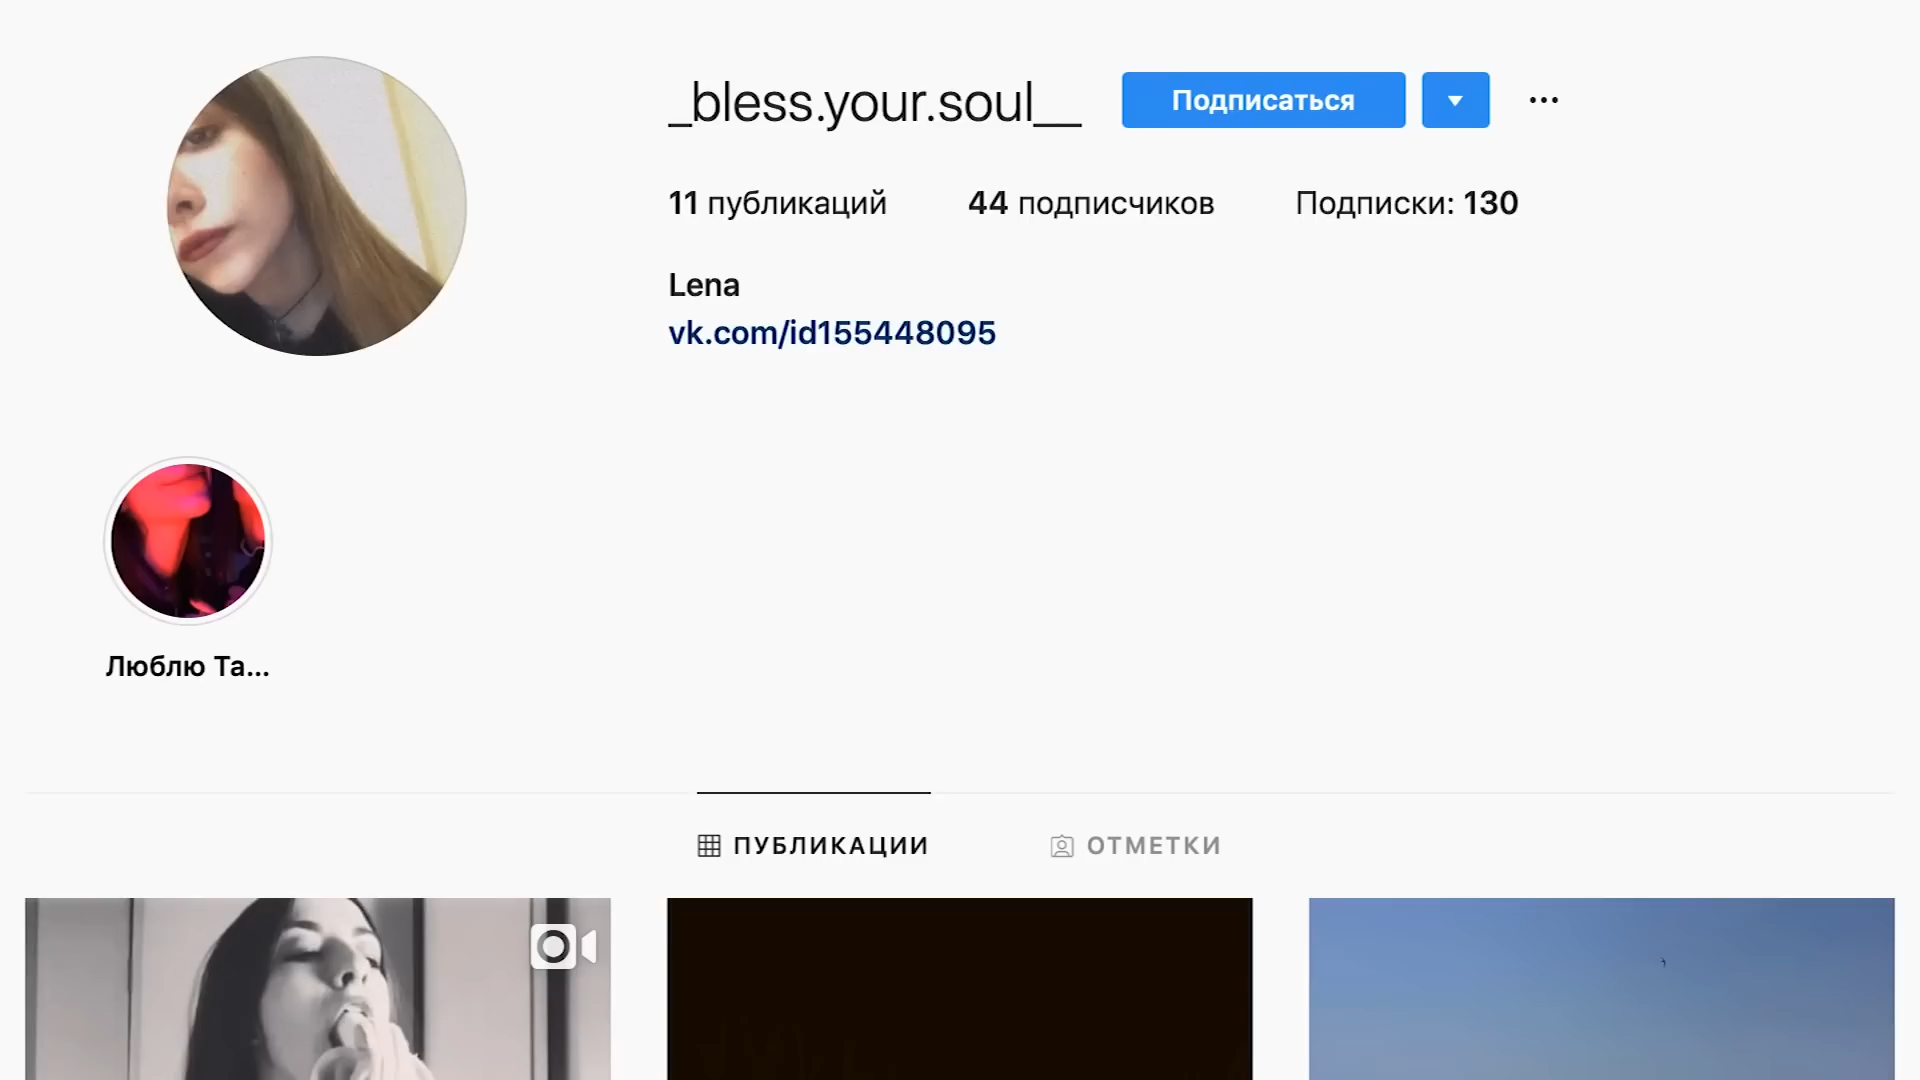 _bless.your.soul__
Подписаться
11 публикаций
44 подписчиков
Подписки: 130
Lena
vk.com/id155448095
Люблю Та...
ПУБЛИКАЦИИ
ОТМЕТКИ